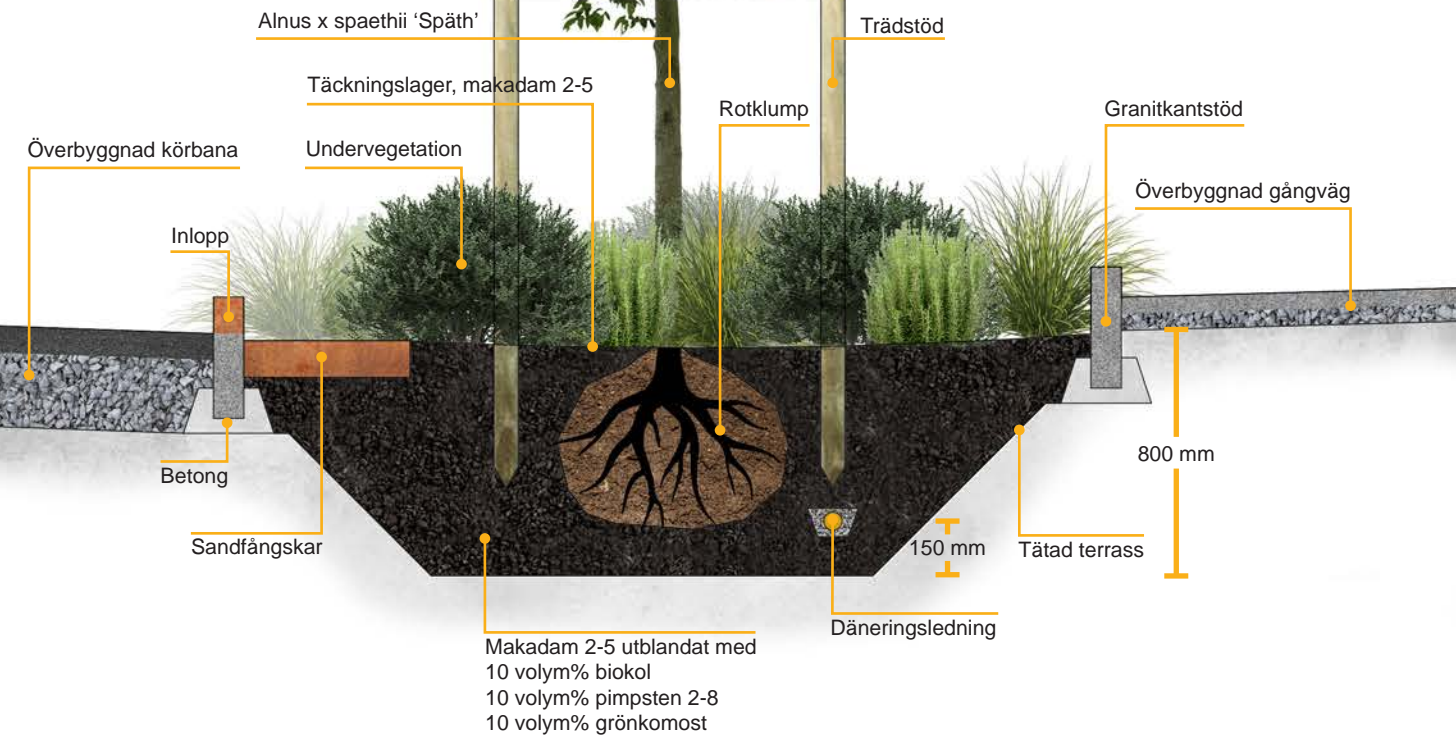 Alnus x spaethii ‘Späth’
Trädstöd
Täckningslager, makadam 2-5
Rotklump
Granitkantstöd
Överbyggnad körbana
Undervegetation
Överbyggnad gångväg
Inlopp
Betong
800 mm
Sandfångskar
150 mm
Tätad terrass
Däneringsledning
Makadam 2-5 utblandat med
10 volym% biokol
10 volym% pimpsten 2-8
10 volym% grönkomost